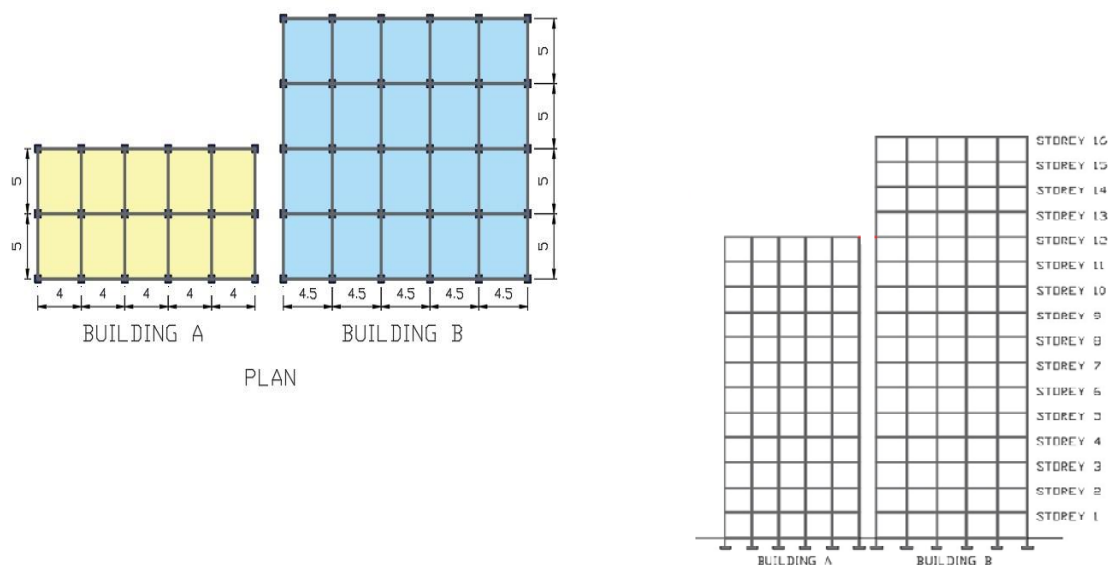 5
5
5
5
5
5
4 4 4 4 4
4.5 4.5 4.5 4.5 4.5
BUILDING A
BUILDING B
PLAN
STOREY 16
STOREY 15
STOREY 14
STOREY 13
STOREY 12
STOREY 11
STOREY 10
STOREY 9
STOREY 8
STOREY 7
STOREY 6
STOREY 5
STOREY 4
STOREY 3
STOREY 2
STOREY 1
BUILDING A
BUILDING B